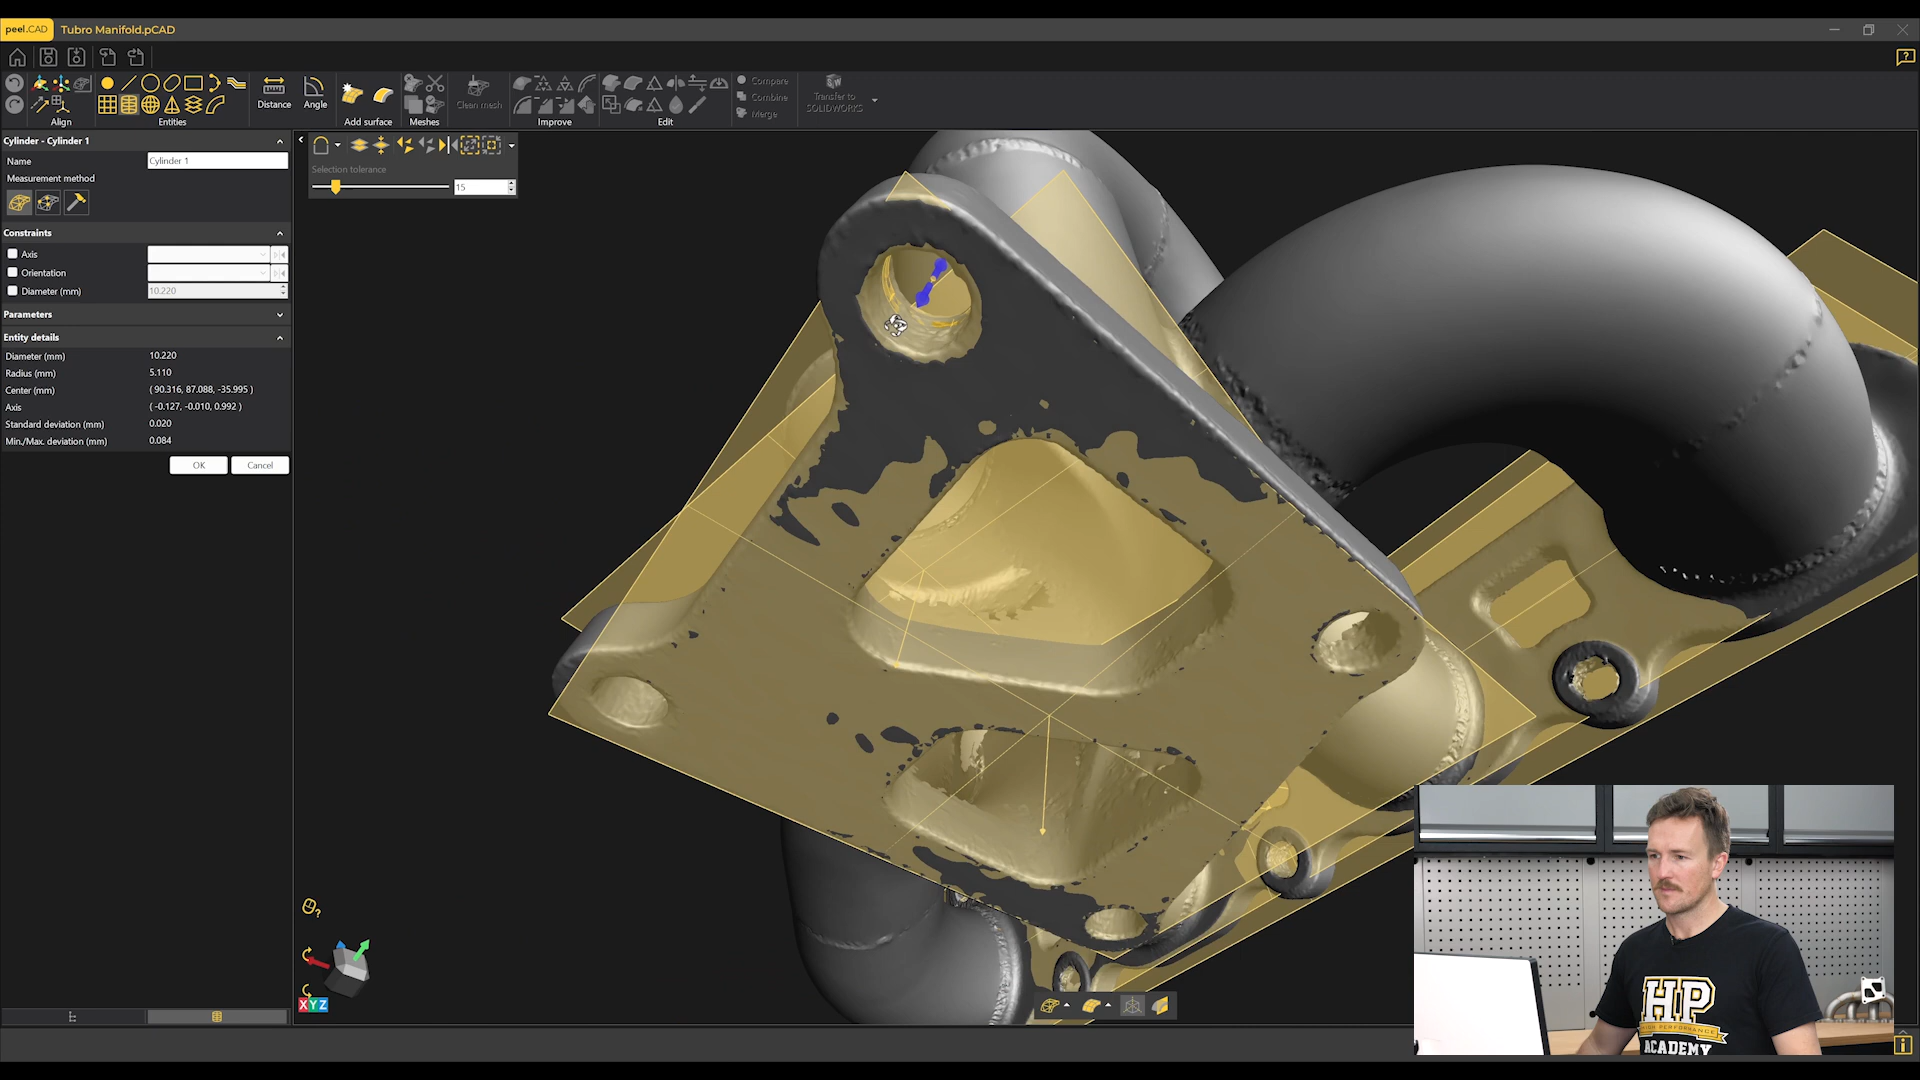 peel.CAD Tubro Manifold.pCAD
Align
Entities
Distance
Angle
Add surface
Meshes
Clean mesh
Improve
Edit
Compare
Combine
Merge
Transfer to
SOLIDWORKS
Cylinder - Cylinder 1
Name Cylinder 1
Measurement method
Constraints
Axis
Orientation
Diameter (mm) 10.220
Parameters
Entity details
Diameter (mm) 10.220
Radius (mm) 5.110
Center (mm) ( 90.316, 87.088, -35.995 )
Axis ( -0.127, -0.010, 0.992 )
Standard deviation (mm) 0.020
Min./Max. deviation (mm) 0.084
OK Cancel
Selection tolerance
15
XYZ
HP
ACADEMY